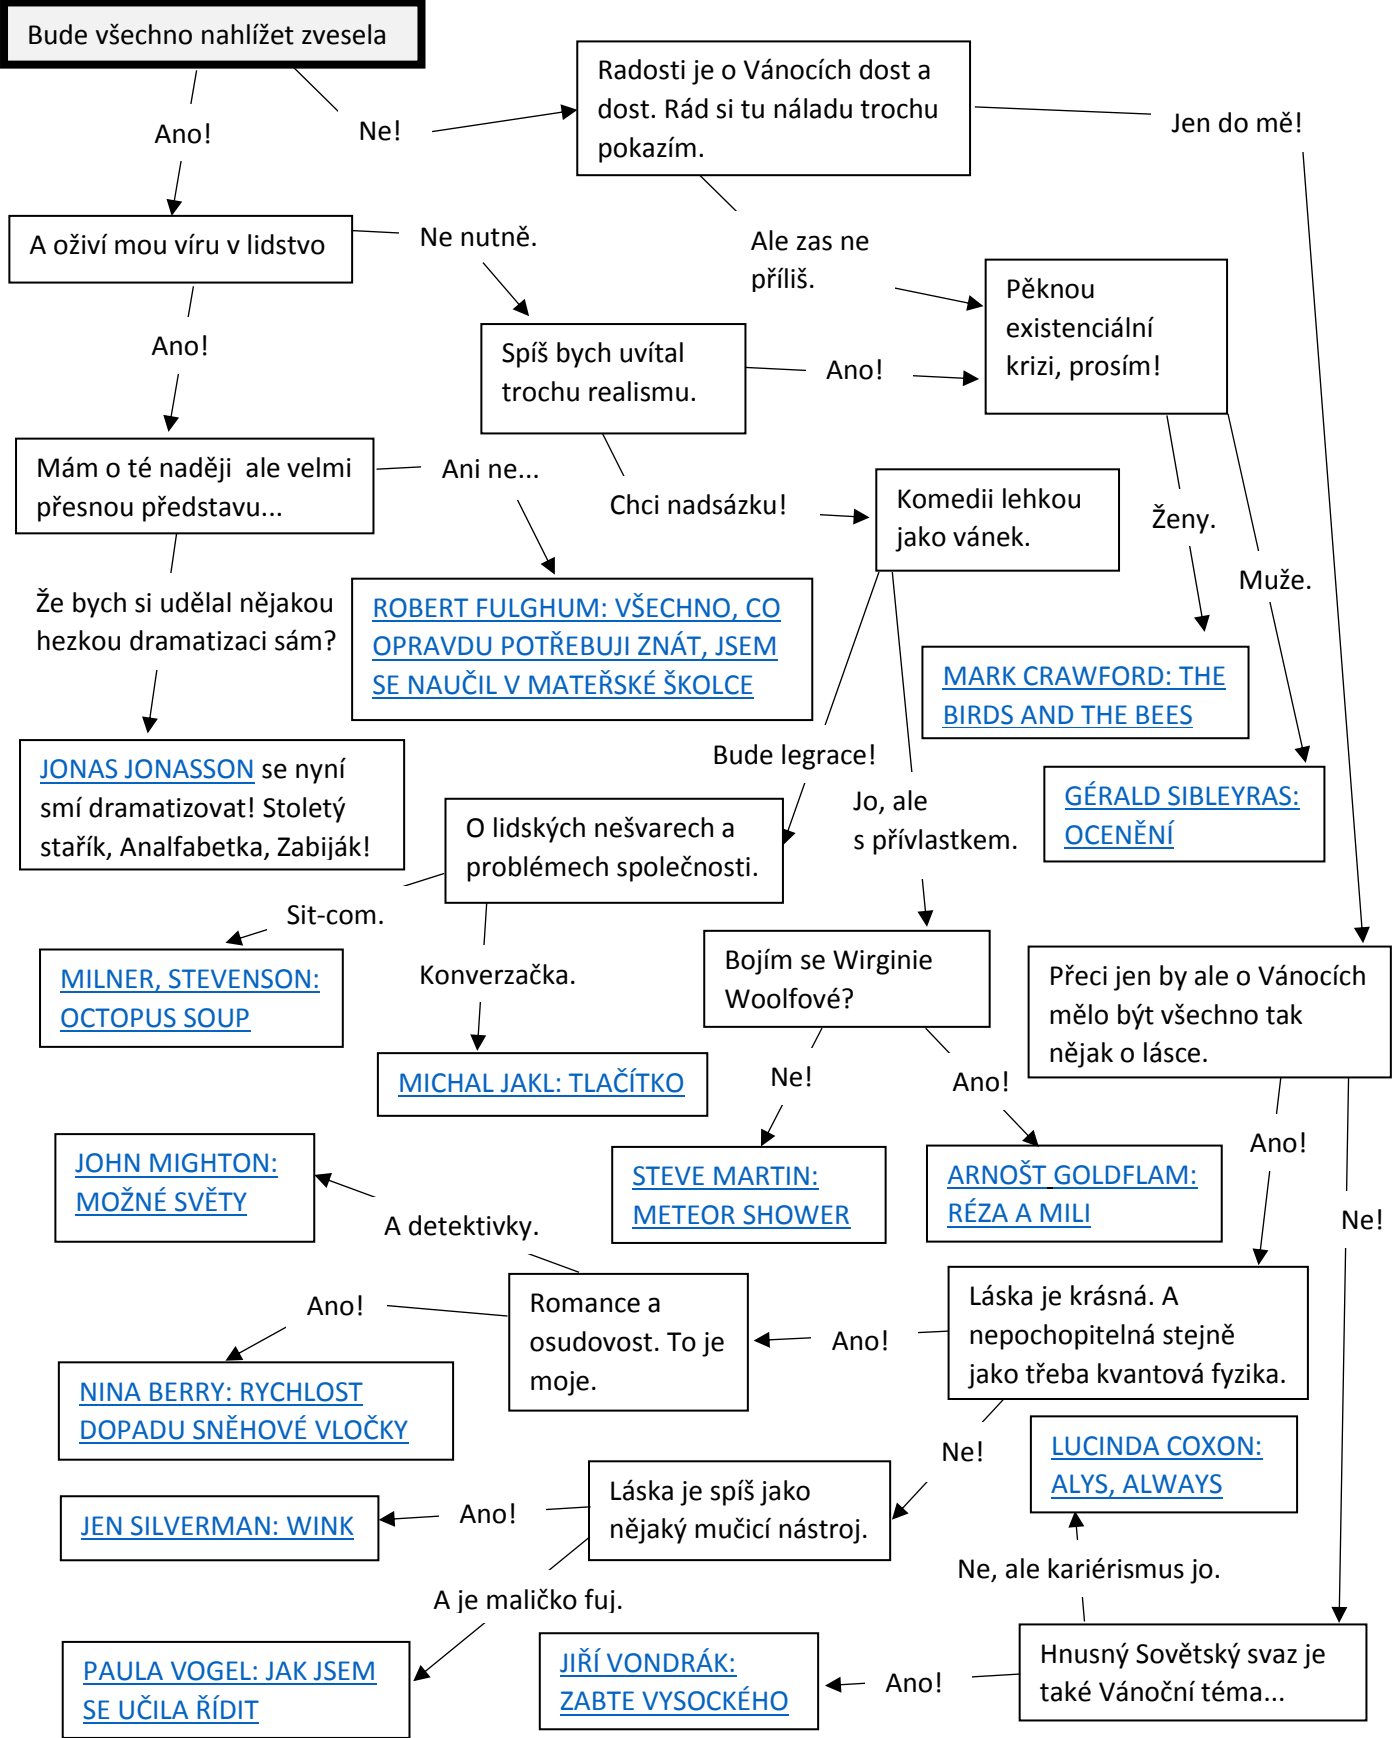 Bude všechno nahlížet zvesela
Radosti je o Vánocích dost a
dost. Rád si tu náladu trochu
pokazím.
Ano!
Ne!
Jen do mě!
A oživí mou víru v lidstvo
Ne nutně.
Ale zas ne
příliš.
Pěknou
existenciální
krizi, prosím!
Ano!
Spíš bych uvítal
trochu realismu.
Ano!
Mám o té naději  ale velmi
přesnou představu...
Ani ne...
Chci nadsázku!
Komedii lehkou
jako vánek.
Ženy.
Muže.
Že bych si udělal nějakou
hezkou dramatizaci sám?
ROBERT FULGHUM: VŠECHNO, CO
OPRAVDU POTŘEBUJI ZNÁT, JSEM
SE NAUČIL V MATEŘSKÉ ŠKOLCE
MARK CRAWFORD: THE
BIRDS AND THE BEES
JONAS JONASSON se nyní
smí dramatizovat! Stoletý
stařík, Analfabetka, Zabiják!
Bude legrace!
Jo, ale
s přívlastkem.
GÉRALD SIBLEYRAS:
OCENĚNÍ
O lidských nešvarech a
problémech společnosti.
Sit-com.
Konverzačka.
MILNER, STEVENSON:
OCTOPUS SOUP
Bojím se Wirginie
Woolfové?
Přeci jen by ale o Vánocích
mělo být všechno tak
nějak o lásce.
MICHAL JAKL: TLAČÍTKO
Ne!
Ano!
Ano!
JOHN MIGHTON:
MOŽNÉ SVĚTY
STEVE MARTIN:
METEOR SHOWER
ARNOŠT GOLDFLAM:
RÉZA A MILI
Ne!
A detektivky.
Ano!
Romance a
osudovost. To je
moje.
Ano!
Láska je krásná. A
nepochopitelná stejně
jako třeba kvantová fyzika.
NINA BERRY: RYCHLOST
DOPADU SNĚHOVÉ VLOČKY
Ne!
LUCINDA COXON:
ALYS, ALWAYS
JEN SILVERMAN: WINK
Ano!
Láska je spíš jako
nějaký mučicí nástroj.
A je maličko fuj.
Ne, ale kariérismus jo.
PAULA VOGEL: JAK JSEM
SE UČILA ŘÍDIT
JIŘÍ VONDRÁK:
ZABTE VYSOCKÉHO
Ano!
Hnusný Sovětský svaz je
také Vánoční téma...